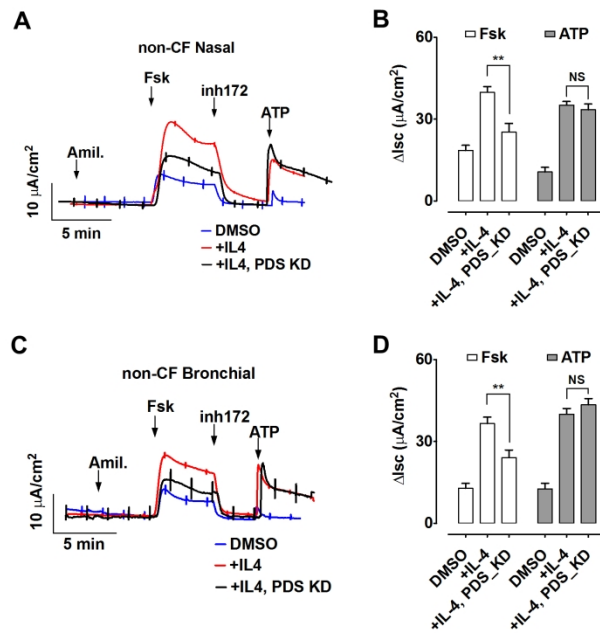 A
non-CF Nasal
Fsk
inh172
ATP
Amil.
10 µA/cm²
5 min
DMSO
+IL4
+IL4, PDS KD
B
Fsk
ATP
60
30
0
ΔIsc (µA/cm²)
**
NS
DMSO
+IL-4
+IL-4, PDS_KD
DMSO
+IL-4
+IL-4, PDS_KD
C
non-CF Bronchial
Fsk
inh172
ATP
Amil.
10 µA/cm²
5 min
DMSO
+IL4
+IL4, PDS KD
D
Fsk
ATP
60
30
0
ΔIsc (µA/cm²)
**
NS
DMSO
+IL-4
+IL-4, PDS_KD
DMSO
+IL-4
+IL-4, PDS_KD